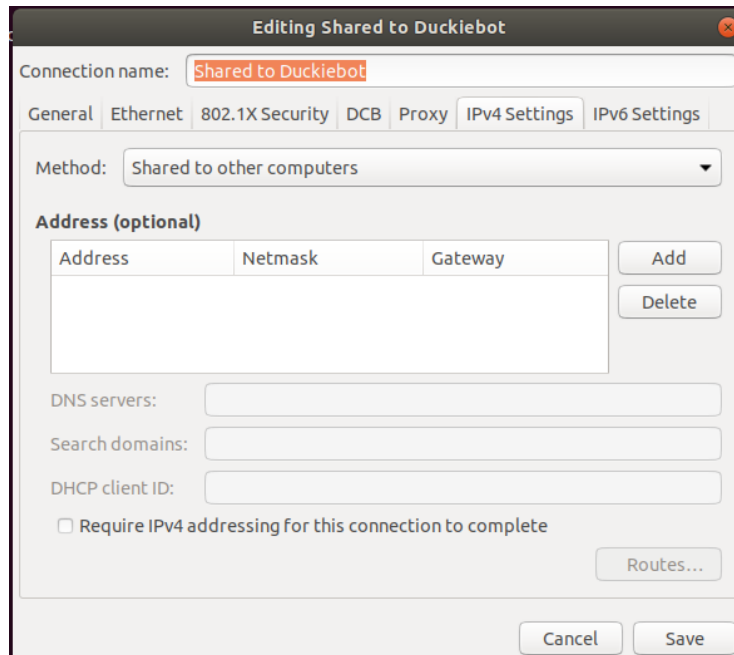 Editing Shared to Duckiebot
Connection name: Shared to Duckiebot
General Ethernet 802.1X Security DCB Proxy IPv4 Settings IPv6 Settings
Method: Shared to other computers
Address (optional)
Address Netmask Gateway Add
Delete
DNS servers:
Search domains:
DHCP client ID:
Require IPv4 addressing for this connection to complete
Routes...
Cancel Save